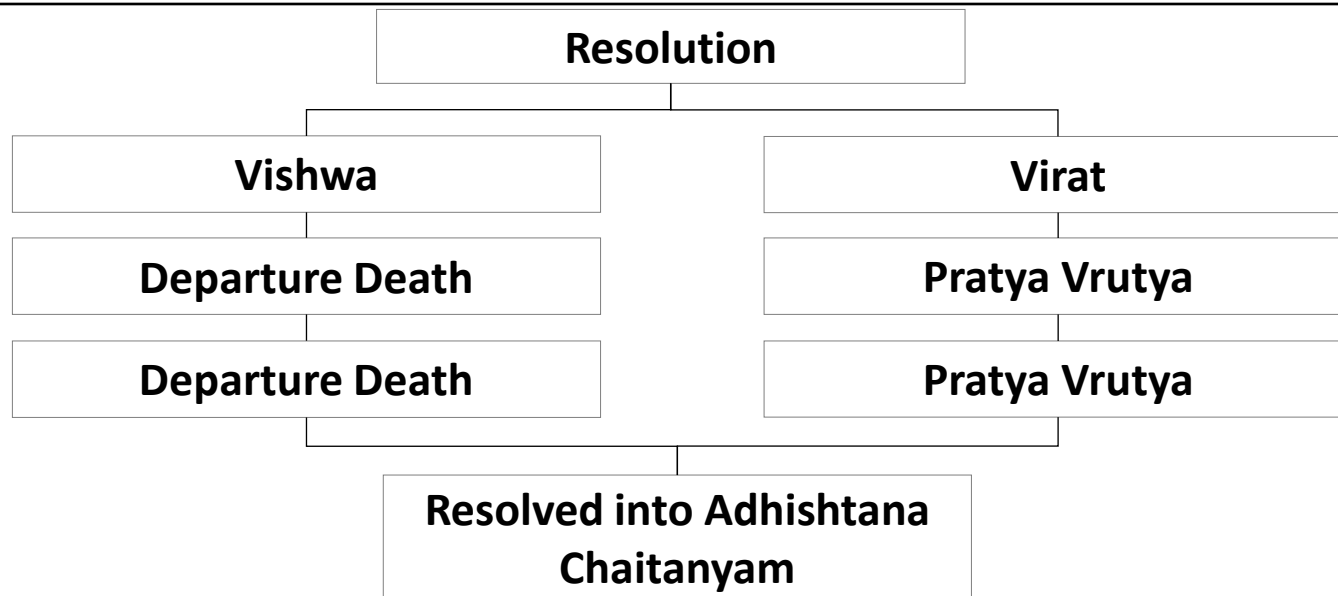 Resolution
Vishwa
Virat
Departure Death
Pratya Vrutya
Departure Death
Pratya Vrutya
Resolved into Adhishtana
Chaitanyam